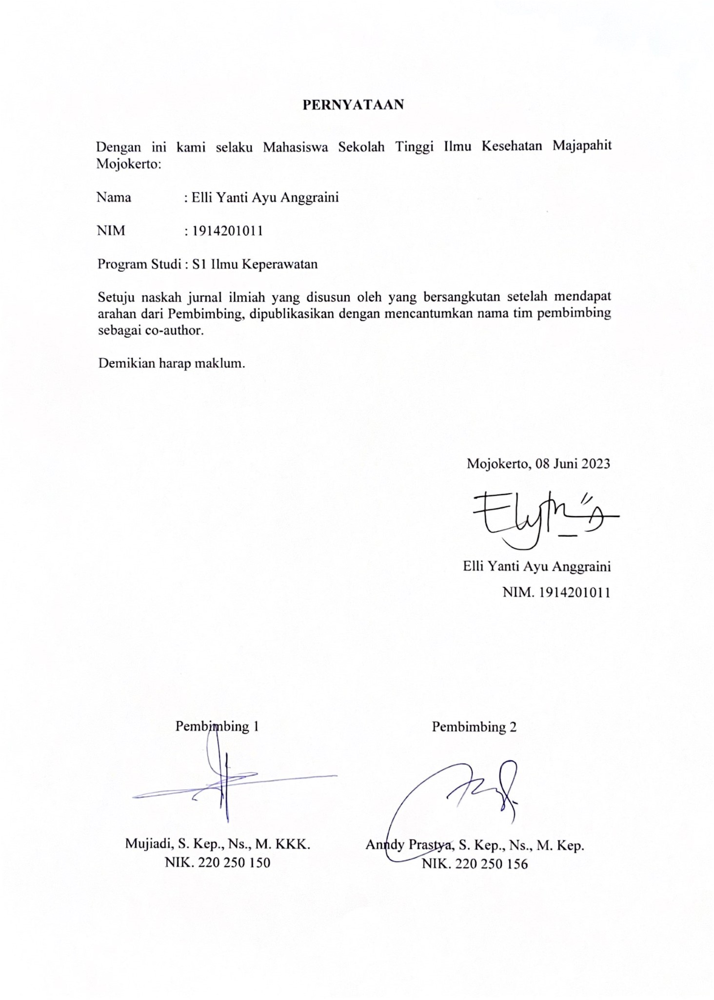 PERNYATAAN
Dengan ini kami selaku Mahasiswa Sekolah Tinggi Ilmu Kesehatan Majapahit
Mojokerto:
Nama : Elli Yanti Ayu Anggraini
NIM : 1914201011
Program Studi : S1 Ilmu Keperawatan
Setuju naskah jurnal ilmiah yang disusun oleh yang bersangkutan setelah mendapat
arahan dari Pembimbing, dipublikasikan dengan mencantumkan nama tim pembimbing
sebagai co-author.
Demikian harap maklum.
Mojokerto, 08 Juni 2023
Elli Yanti Ayu Anggraini
NIM. 1914201011
Pembimbing 1 Pembimbing 2
Mujiadi, S. Kep., Ns., M. KKK. Anndy Prastya, S. Kep., Ns., M. Kep.
NIK. 220 250 150 NIK. 220 250 156